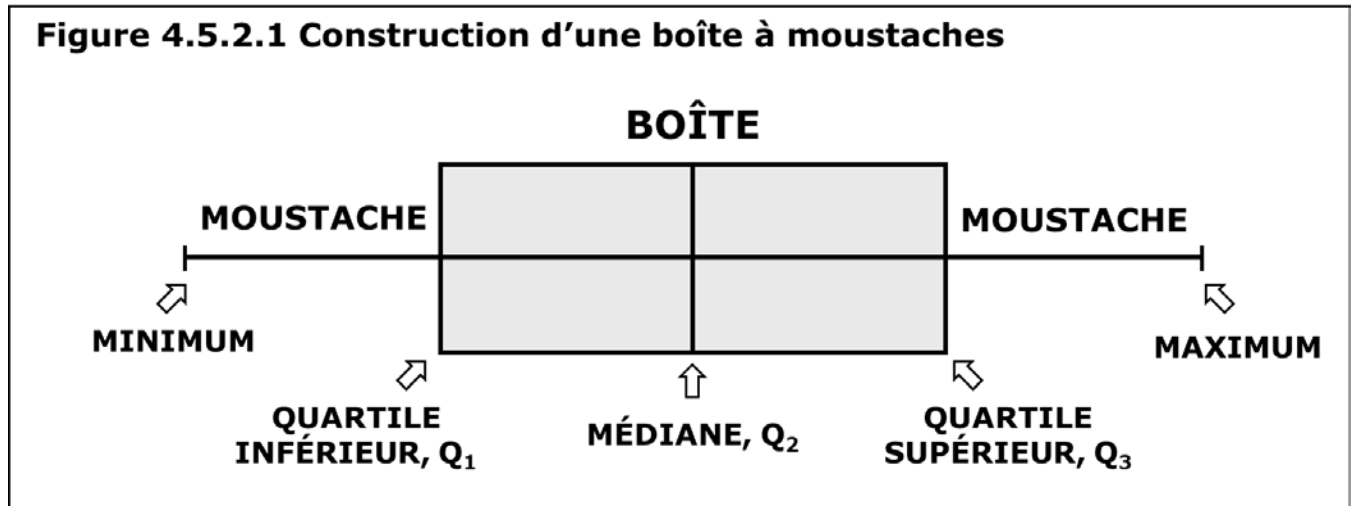 Figure 4.5.2.1 Construction d’une boîte à moustaches
BOÎTE
MOUSTACHE
MOUSTACHE
MINIMUM
MAXIMUM
QUARTILE
INFÉRIEUR, Q₁
MÉDIANE, Q₂
QUARTILE
SUPÉRIEUR, Q₃